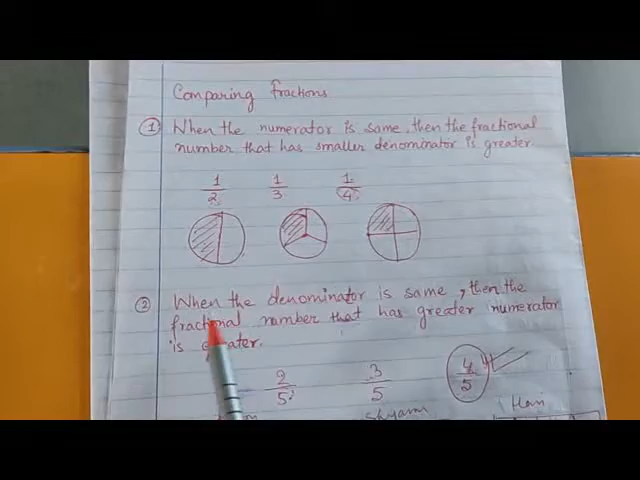 Comparing fractions
① When the numerator is same, then the fractional
number that has smaller denominator is greater.
1/2 1/3 1/4
② When the denominator is same, then the
fractional number that has greater numerator
is greater.
2/5 3/5 4/5
Shyam Hari